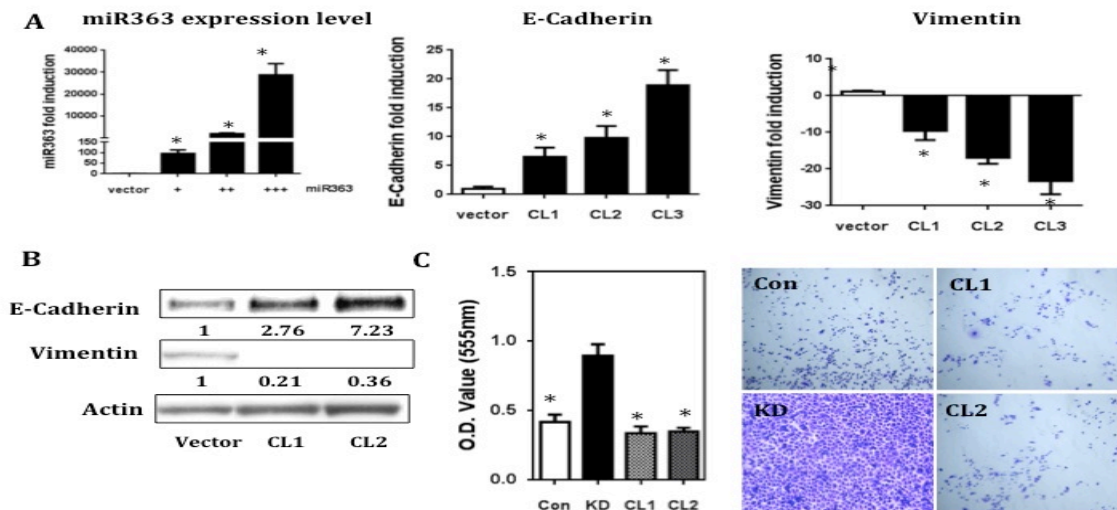 A
miR363 expression level
miR363 fold induction
40000
30000
20000
10000
150
100
50
0
* * *
vector + ++ +++ miR363
E-Cadherin
E-Cadherin fold induction
25
20
15
10
5
0
* * *
vector CL1 CL2 CL3
Vimentin
Vimentin fold induction
10
0
-10
-20
-30
* * * *
vector CL1 CL2 CL3
B
E-Cadherin
1 2.76 7.23
Vimentin
1 0.21 0.36
Actin
Vector CL1 CL2
C
O.D. Value (555nm)
1.5
1.0
0.5
0.0
* * *
Con KD CL1 CL2
Con CL1
KD CL2